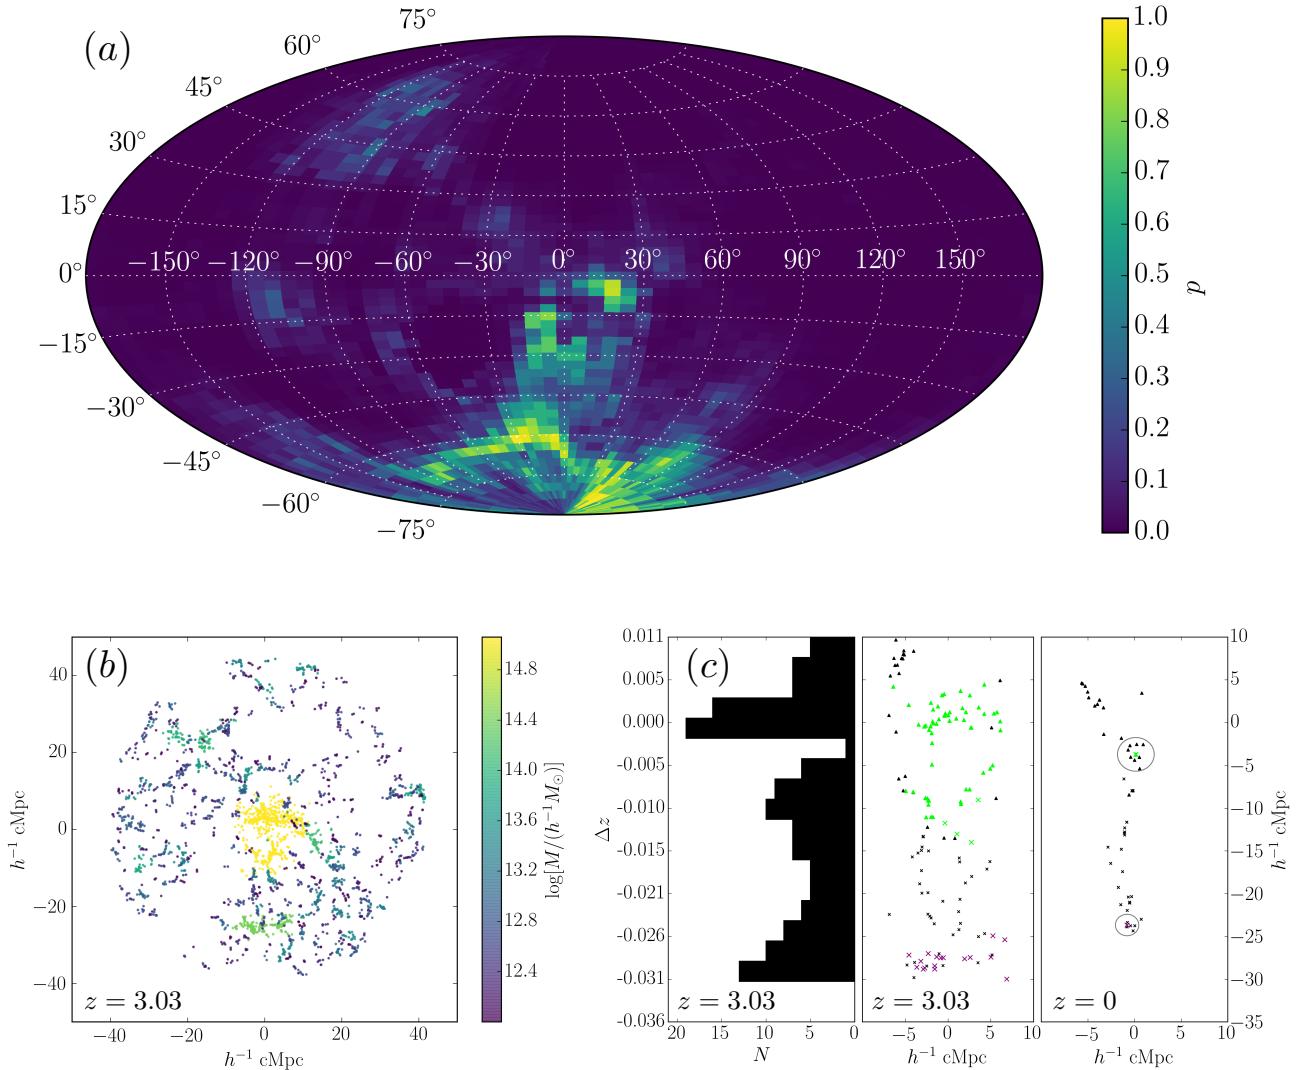 (a)
75°
60°
45°
30°
15°
0°
−15°
−30°
−45°
−60°
−75°
−150° −120° −90° −60° −30° 0° 30° 60° 90° 120° 150°
1.0
0.9
0.8
0.7
0.6
0.5
0.4
0.3
0.2
0.1
0.0
p
(b)
40
20
0
−20
−40
h⁻¹ cMpc
z = 3.03
−40 −20 0 20 40
h⁻¹ cMpc
14.8
14.4
14.0
13.6
13.2
12.8
12.4
log[M/(h⁻¹M⊙)]
(c)
0.011
0.005
0.000
-0.005
-0.010
-0.015
-0.021
-0.026
-0.031
-0.036
Δz
z = 3.03
20 15 10 5 0
N
z = 3.03
−5 0 5 10
h⁻¹ cMpc
z = 0
−5 0 5 10
h⁻¹ cMpc
10
5
0
−5
−10
−15
−20
−25
−30
−35
h⁻¹ cMpc